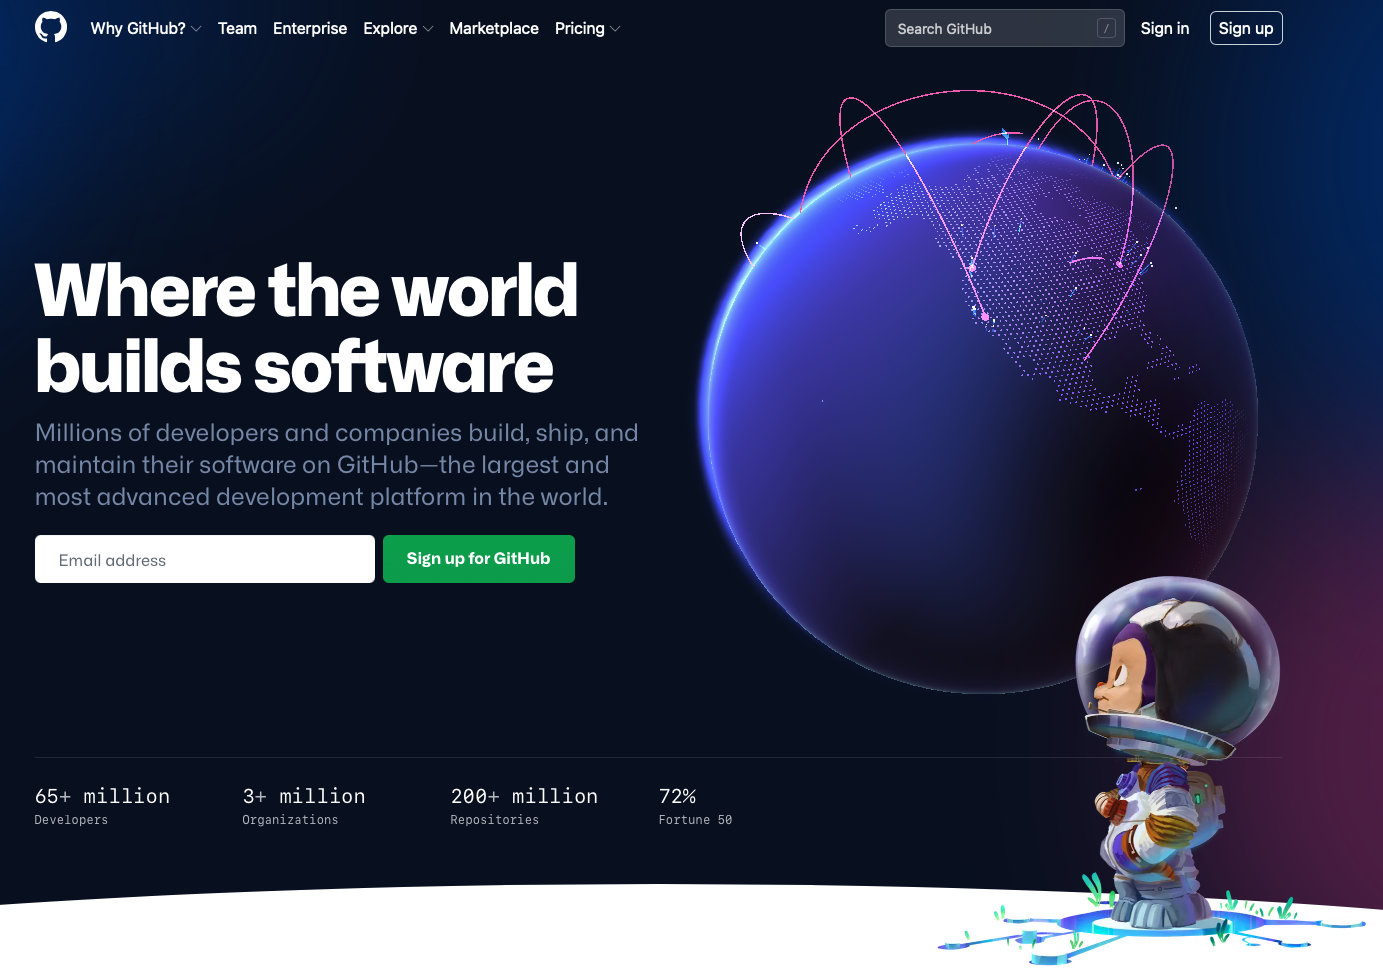 Why GitHub? Team Enterprise Explore Marketplace Pricing Search GitHub / Sign in Sign up
Where the world
builds software
Millions of developers and companies build, ship, and
maintain their software on GitHub—the largest and
most advanced development platform in the world.
Email address Sign up for GitHub
65+ million 3+ million 200+ million 72%
Developers Organizations Repositories Fortune 50